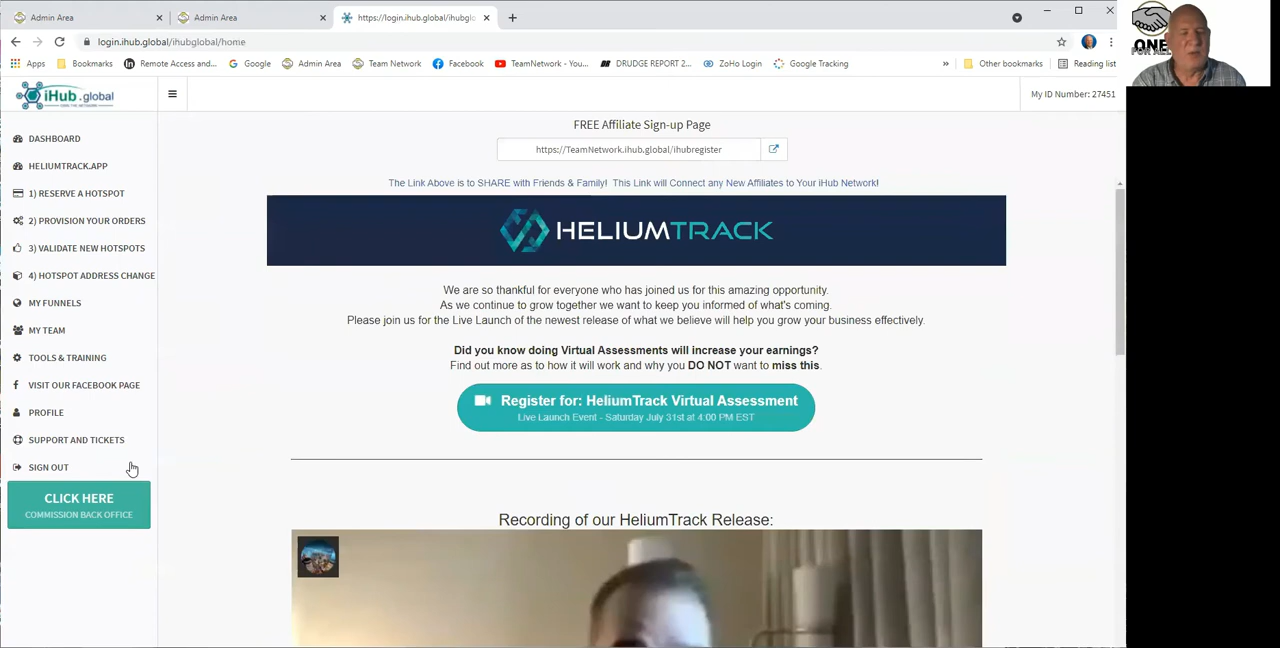 Admin Area
Admin Area
https://login.ihub.global/ihubglo
login.ihub.global/ihubglobal/home
Apps
Bookmarks
Remote Access and...
Google
Admin Area
Team Network
Facebook
TeamNetwork - You...
DRUDGE REPORT 2...
ZoHo Login
Google Tracking
»
Other bookmarks
Reading list
ONE
FOR ALL
iHub.global
My ID Number: 27451
DASHBOARD
HELIUMTRACK.APP
1) RESERVE A HOTSPOT
2) PROVISION YOUR ORDERS
3) VALIDATE NEW HOTSPOTS
4) HOTSPOT ADDRESS CHANGE
MY FUNNELS
MY TEAM
TOOLS & TRAINING
VISIT OUR FACEBOOK PAGE
PROFILE
SUPPORT AND TICKETS
SIGN OUT
CLICK HERE
COMMISSION BACK OFFICE
FREE Affiliate Sign-up Page
https://TeamNetwork.ihub.global/ihubregister
The Link Above is to SHARE with Friends & Family! This Link will Connect any New Affiliates to Your iHub Network!
HELIUMTRACK
We are so thankful for everyone who has joined us for this amazing opportunity.
As we continue to grow together we want to keep you informed of what's coming.
Please join us for the Live Launch of the newest release of what we believe will help you grow your business effectively.
Did you know doing Virtual Assessments will increase your earnings?
Find out more as to how it will work and why you DO NOT want to miss this.
Register for: HeliumTrack Virtual Assessment
Live Launch Event - Saturday July 31st at 4:00 PM EST
Recording of our HeliumTrack Release: